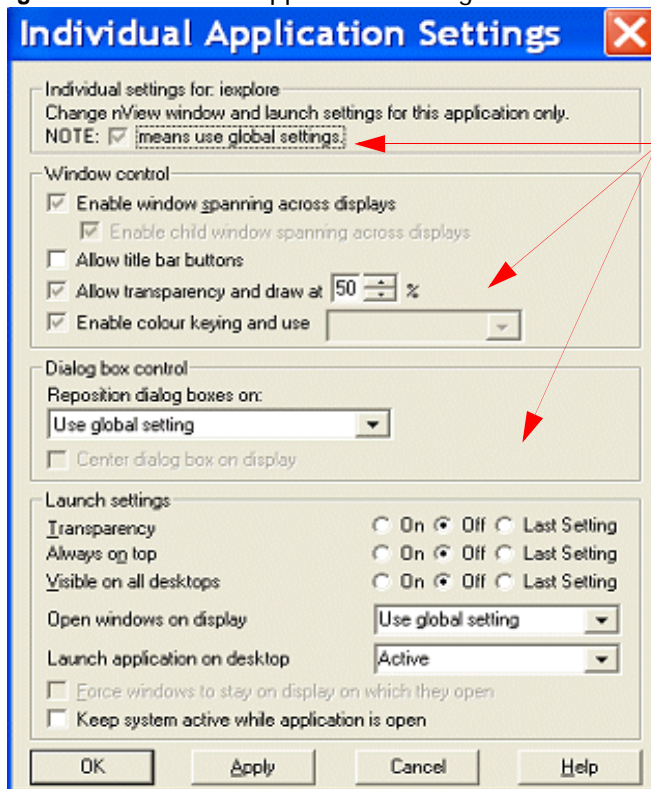 Individual Application Settings
Individual settings for: iexplore
Change nView window and launch settings for this application only.
NOTE: means use global settings.
Window control
Enable window spanning across displays
Enable child window spanning across displays
Allow title bar buttons
Allow transparency and draw at 50 %
Enable colour keying and use
Dialog box control
Reposition dialog boxes on:
Use global setting
Center dialog box on display
Launch settings
Transparency On Off Last Setting
Always on top On Off Last Setting
Visible on all desktops On Off Last Setting
Open windows on display Use global setting
Launch application on desktop Active
Force windows to stay on display on which they open
Keep system active while application is open
OK Apply Cancel Help